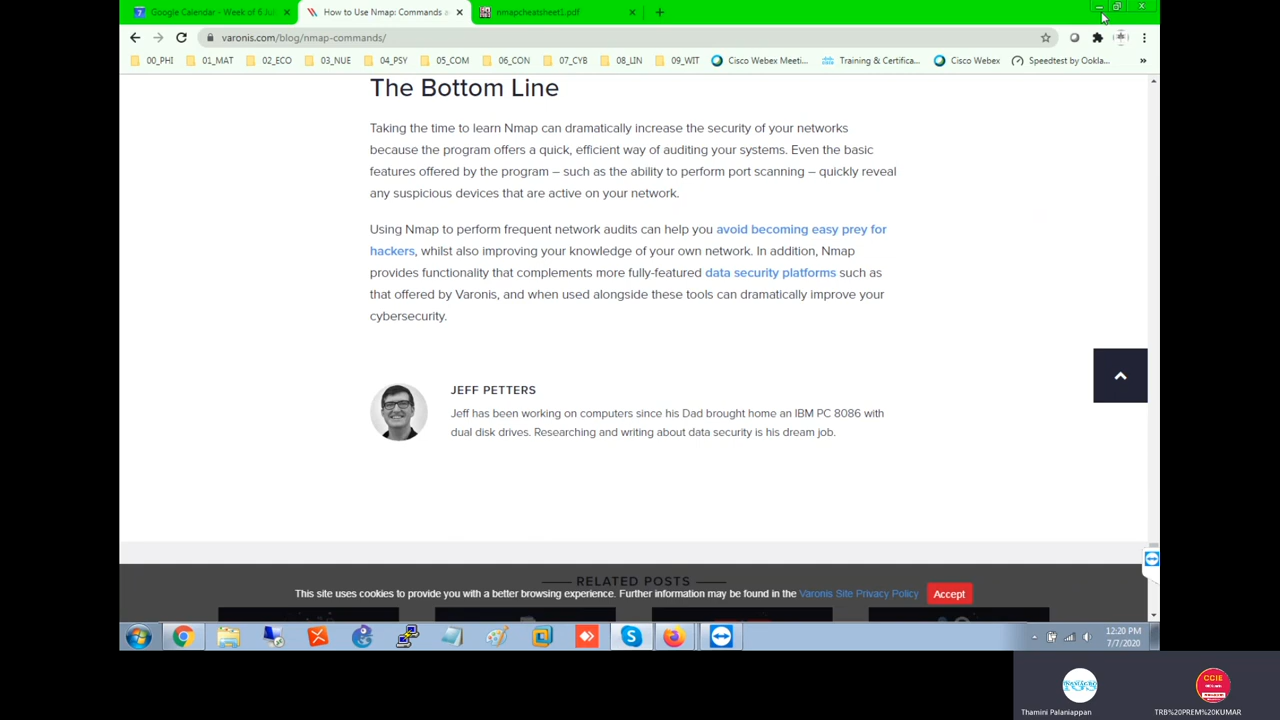 Google Calendar - Week of 6 Jul
How to Use Nmap: Commands a
nmapcheatsheet1.pdf
varonis.com/blog/nmap-commands/
00_PHI
01_MAT
02_ECO
03_NUE
04_PSY
05_COM
06_CON
07_CYB
08_LIN
09_WIT
Cisco Webex Meeti...
Training & Certifica...
Cisco Webex
Speedtest by Ookla...
The Bottom Line
Taking the time to learn Nmap can dramatically increase the security of your networks
because the program offers a quick, efficient way of auditing your systems. Even the basic
features offered by the program – such as the ability to perform port scanning – quickly reveal
any suspicious devices that are active on your network.
Using Nmap to perform frequent network audits can help you avoid becoming easy prey for
hackers, whilst also improving your knowledge of your own network. In addition, Nmap
provides functionality that complements more fully-featured data security platforms such as
that offered by Varonis, and when used alongside these tools can dramatically improve your
cybersecurity.
JEFF PETTERS
Jeff has been working on computers since his Dad brought home an IBM PC 8086 with
dual disk drives. Researching and writing about data security is his dream job.
RELATED POSTS
This site uses cookies to provide you with a better browsing experience. Further information may be found in the Varonis Site Privacy Policy
Accept
12:20 PM
7/7/2020
CCIE
Thamini Palaniappan
TRB%20PREM%20KUMAR